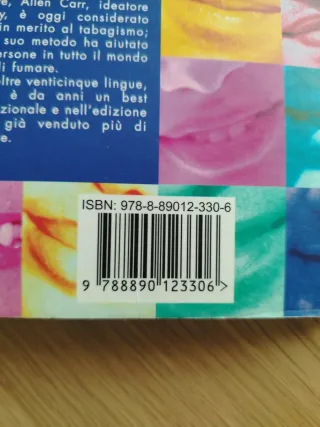 e, Allen Carr, ideatore
y, è oggi considerato
in merito al tabagismo;
suo metodo ha aiutato
ersone in tutto il mondo
di fumare.
oltre venticinque lingue,
è da anni un best
zionale e nell'edizione
già venduto più di
e.
ISBN: 978-8-89012-330-6
9 788890 123306 >